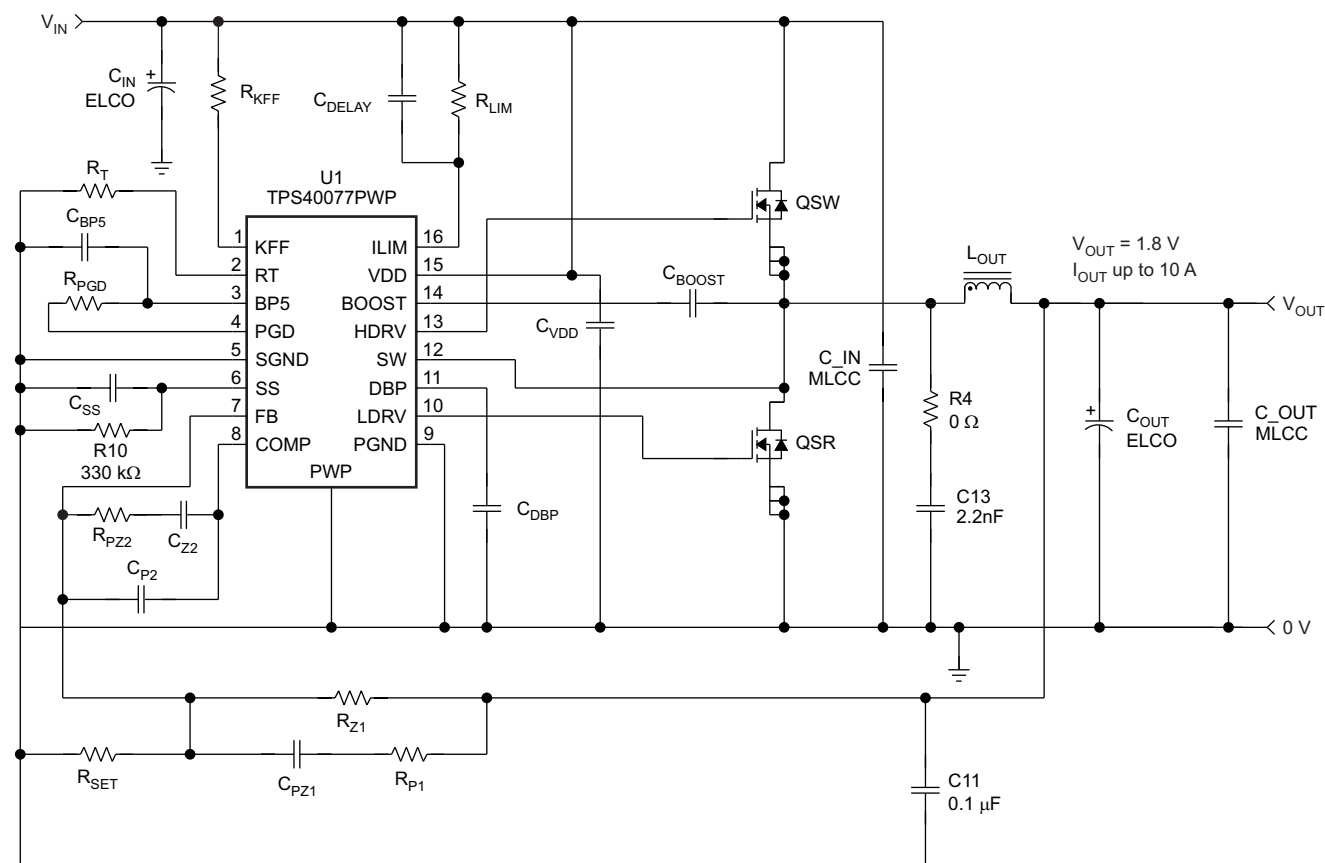 VIN
CIN
ELCO
RKFF
CDELAY
RLIM
RT
U1
TPS40077PWP
CBP5
RPGD
1 KFF
2 RT
3 BP5
4 PGD
5 SGND
6 SS
7 FB
8 COMP
ILIM 16
VDD 15
BOOST 14
HDRV 13
SW 12
DBP 11
LDRV 10
PGND 9
PWP
CSS
R10
330 kΩ
RPZ2
CZ2
CP2
QSW
CBOOST
CVDD
C_IN
MLCC
QSR
CDBP
LOUT
VOUT = 1.8 V
IOUT up to 10 A
VOUT
R4
0 Ω
C13
2.2nF
+
COUT
ELCO
C_OUT
MLCC
0 V
RZ1
RSET
CPZ1
RP1
C11
0.1 µF
+